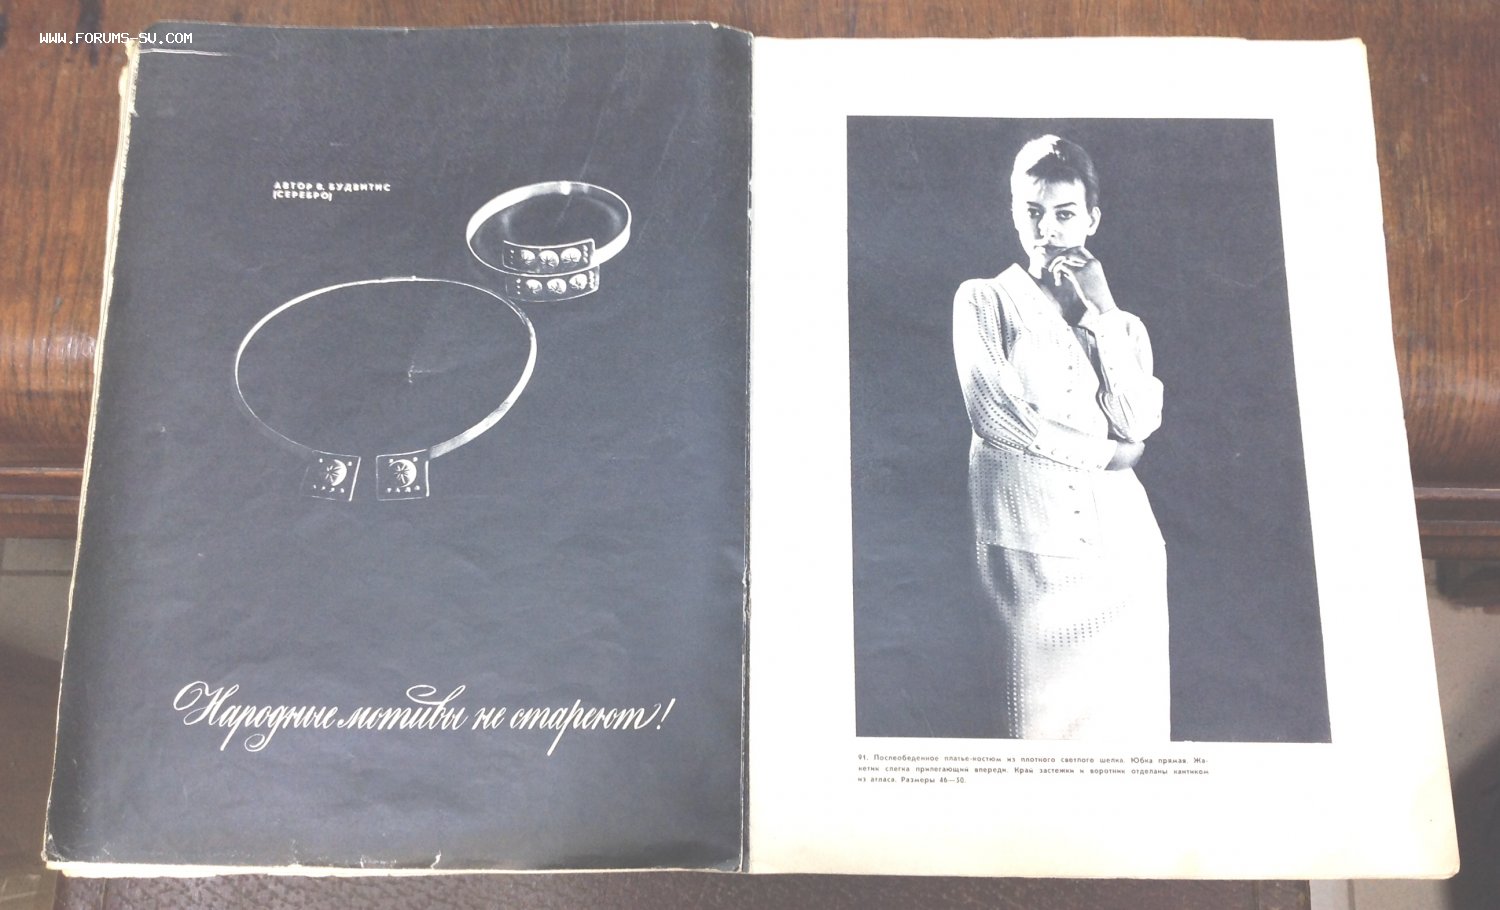 WWW.FORUMS-SU.COM
АВТОР В. БУДВИТИС
(СЕРЕБРО)
Народные мотивы не стареют!
91. Послеобеденное платье-костюм из плотного светлого шелка. Юбка прямая. Жа-
кетик слегка прилегающий впереди. Край застежки и воротник отделаны кантиком
из атласа. Размеры 46—50.